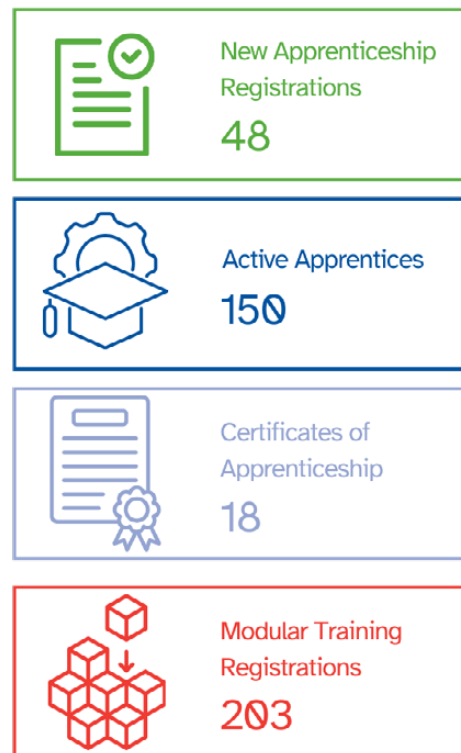 New Apprenticeship
Registrations
48
Active Apprentices
150
Certificates of
Apprenticeship
18
Modular Training
Registrations
203